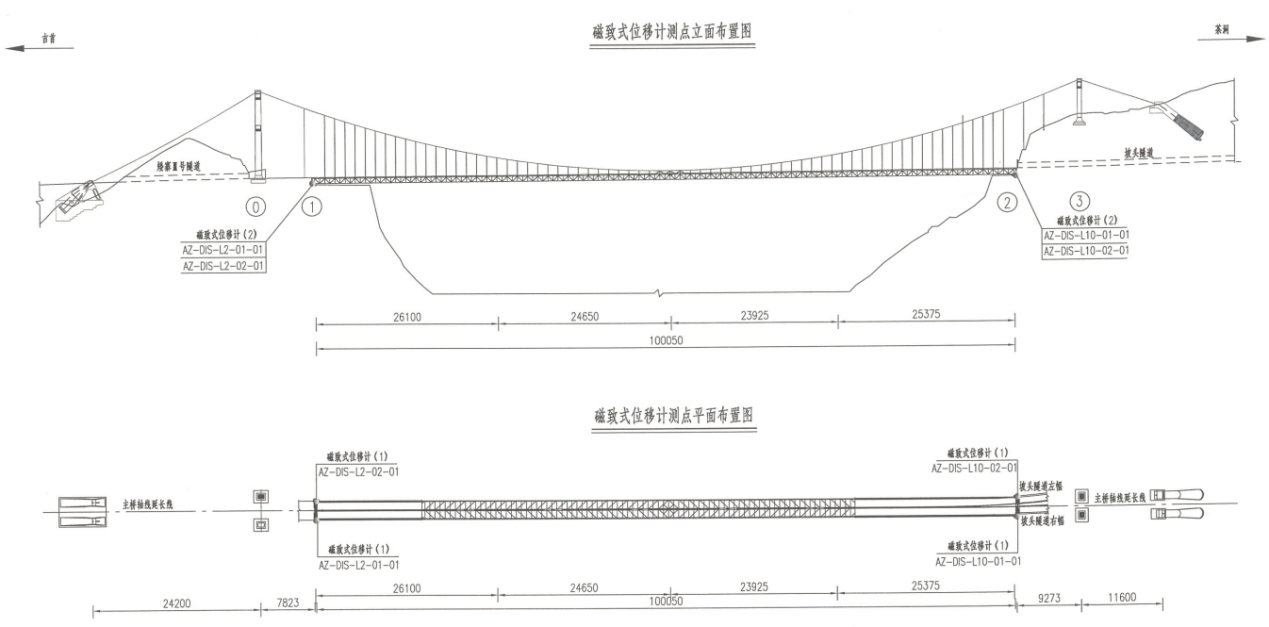 磁致式位移计测点立面布置图
吉首
茶洞
矮寨Ⅲ号隧道
坡头隧道
0
1
2
3
磁致式位移计(2)
AZ-DIS-L2-01-01
AZ-DIS-L2-02-01
磁致式位移计(2)
AZ-DIS-L10-01-01
AZ-DIS-L10-02-01
26100
24650
23925
25375
100050
磁致式位移计测点平面布置图
磁致式位移计(1)
AZ-DIS-L2-02-01
磁致式位移计(1)
AZ-DIS-L10-02-01
主桥轴线延长线
坡头隧道左幅
主桥轴线延长线
坡头隧道右幅
磁致式位移计(1)
AZ-DIS-L2-01-01
磁致式位移计(1)
AZ-DIS-L10-01-01
26100
24650
23925
25375
24200
7823
100050
9273
11600